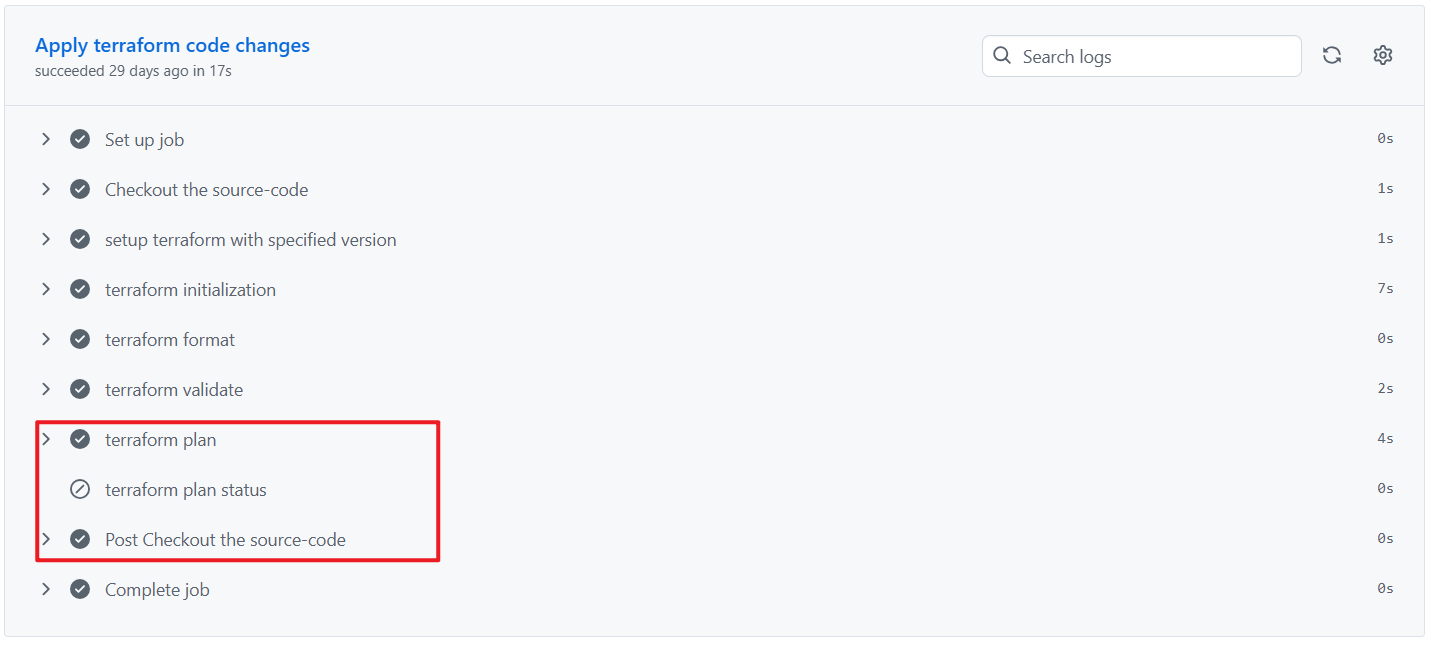 Apply terraform code changes
succeeded 29 days ago in 17s
Search logs
Set up job 0s
Checkout the source-code 1s
setup terraform with specified version 1s
terraform initialization 7s
terraform format 0s
terraform validate 2s
terraform plan 4s
terraform plan status 0s
Post Checkout the source-code 0s
Complete job 0s